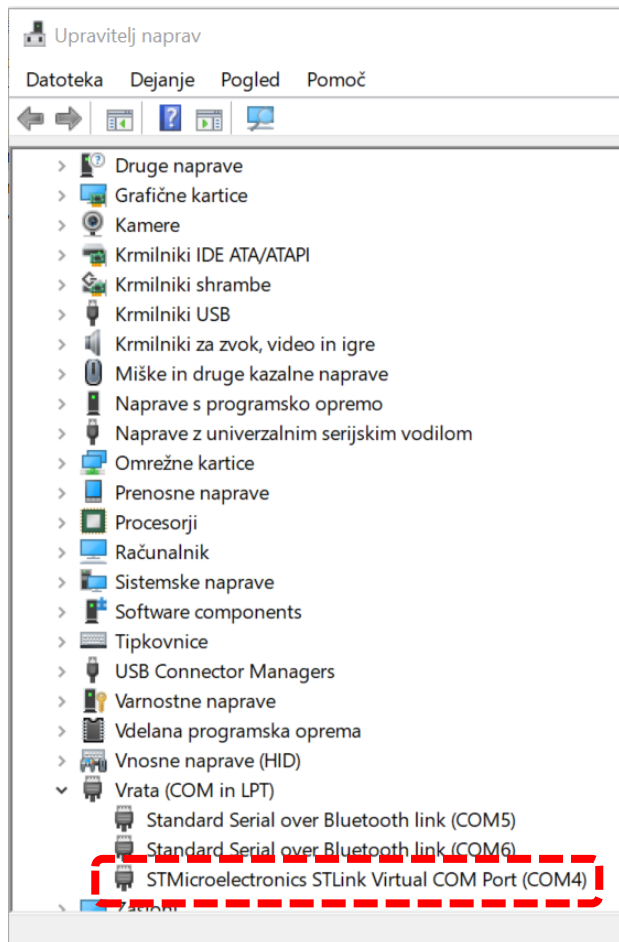 Upravitelj naprav
Datoteka Dejanje Pogled Pomoč
Druge naprave
Grafične kartice
Kamere
Krmilniki IDE ATA/ATAPI
Krmilniki shrambe
Krmilniki USB
Krmilniki za zvok, video in igre
Miške in druge kazalne naprave
Naprave s programsko opremo
Naprave z univerzalnim serijskim vodilom
Omrežne kartice
Prenosne naprave
Procesorji
Računalnik
Sistemske naprave
Software components
Tipkovnice
USB Connector Managers
Varnostne naprave
Vdelana programska oprema
Vnosne naprave (HID)
Vrata (COM in LPT)
Standard Serial over Bluetooth link (COM5)
Standard Serial over Bluetooth link (COM6)
STMicroelectronics STLink Virtual COM Port (COM4)
Zasloni